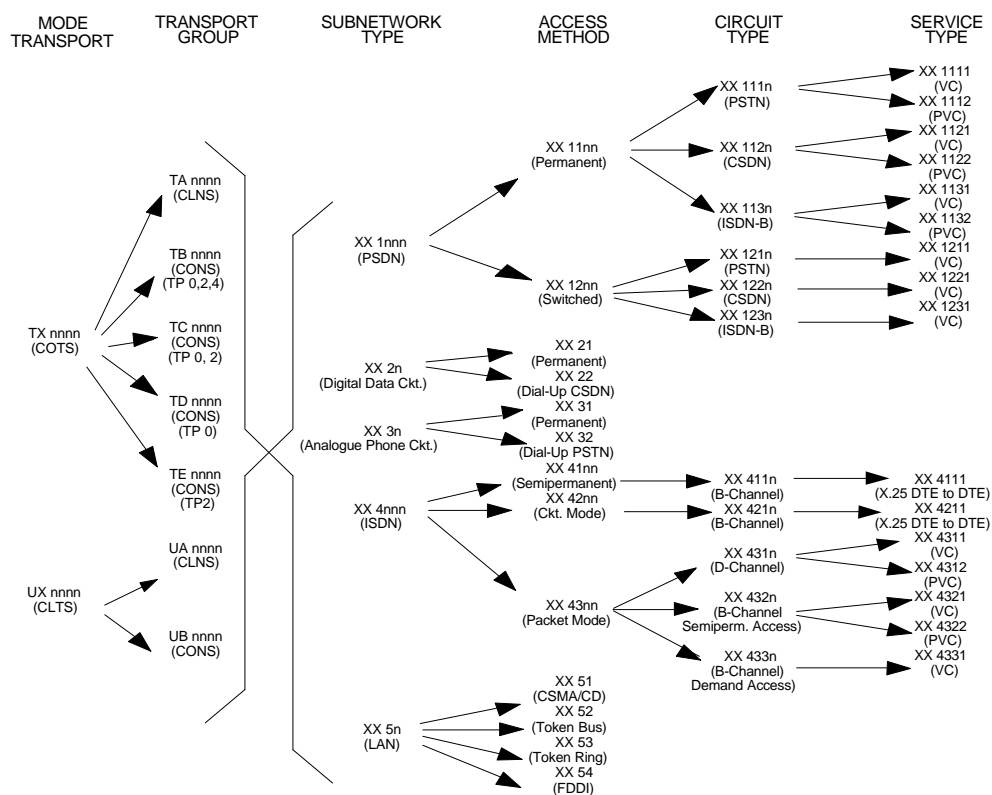 MODE
TRANSPORT
TRANSPORT
GROUP
SUBNETWORK
TYPE
ACCESS
METHOD
CIRCUIT
TYPE
SERVICE
TYPE
TX nnnn
(COTS)
UX nnnn
(CLTS)
TA nnnn
(CLNS)
TB nnnn
(CONS)
(TP 0,2,4)
TC nnnn
(CONS)
(TP 0, 2)
TD nnnn
(CONS)
(TP 0)
TE nnnn
(CONS)
(TP2)
UA nnnn
(CLNS)
UB nnnn
(CONS)
XX 1nnn
(PSDN)
XX 2n
(Digital Data Ckt.)
XX 3n
(Analogue Phone Ckt.)
XX 4nnn
(ISDN)
XX 5n
(LAN)
XX 11nn
(Permanent)
XX 12nn
(Switched)
XX 21
(Permanent)
XX 22
(Dial-Up CSDN)
XX 31
(Permanent)
XX 32
(Dial-Up PSTN)
XX 41nn
(Semipermanent)
XX 42nn
(Ckt. Mode)
XX 43nn
(Packet Mode)
XX 51
(CSMA/CD)
XX 52
(Token Bus)
XX 53
(Token Ring)
XX 54
(FDDI)
XX 111n
(PSTN)
XX 112n
(CSDN)
XX 113n
(ISDN-B)
XX 121n
(PSTN)
XX 122n
(CSDN)
XX 123n
(ISDN-B)
XX 411n
(B-Channel)
XX 421n
(B-Channel)
XX 431n
(D-Channel)
XX 432n
(B-Channel
Semiperm. Access)
XX 433n
(B-Channel)
Demand Access)
XX 1111
(VC)
XX 1112
(PVC)
XX 1121
(VC)
XX 1122
(PVC)
XX 1131
(VC)
XX 1132
(PVC)
XX 1211
(VC)
XX 1221
(VC)
XX 1231
(VC)
XX 4111
(X.25 DTE to DTE)
XX 4211
(X.25 DTE to DTE)
XX 4311
(VC)
XX 4312
(PVC)
XX 4321
(VC)
XX 4322
(PVC)
XX 4331
(VC)